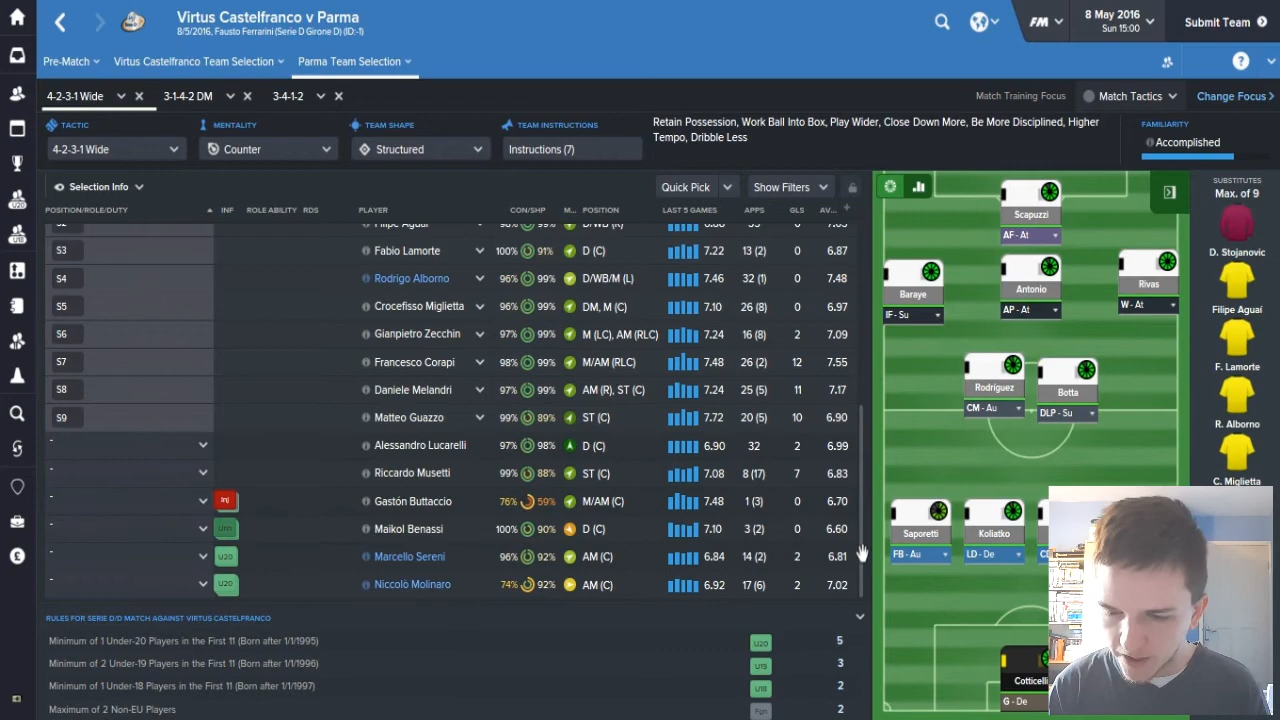 Virtus Castelfranco v Parma
8/5/2016, Fausto Ferrarini (Serie D Girone D) (ID:-1)
FM
8 May 2016
Sun 15:00
Submit Team
Pre-Match
Virtus Castelfranco Team Selection
Parma Team Selection
?
4-2-3-1 Wide
3-1-4-2 DM
3-4-1-2
Match Training Focus
Match Tactics
Change Focus
TACTIC
MENTALITY
TEAM SHAPE
TEAM INSTRUCTIONS
4-2-3-1 Wide
Counter
Structured
Instructions (7)
Retain Possession, Work Ball Into Box, Play Wider, Close Down More, Be More Disciplined, Higher
Tempo, Dribble Less
FAMILIARITY
Accomplished
Selection Info
Quick Pick
Show Filters
POSITION/ROLE/DUTY INF ROLE ABILITY RDS PLAYER CON/SHP M... POSITION LAST 5 GAMES APPS GLS AV...
S3 Fabio Lamorte 100% 91% D (C) 7.22 13 (2) 0 6.87
S4 Rodrigo Alborno 96% 99% D/WB/M (L) 7.46 32 (1) 0 7.48
S5 Crocefisso Miglietta 96% 99% DM, M (C) 7.10 26 (8) 0 6.97
S6 Gianpietro Zecchin 97% 99% M (LC), AM (RLC) 7.24 16 (8) 2 7.09
S7 Francesco Corapi 98% 99% M/AM (RLC) 7.48 26 (2) 12 7.55
S8 Daniele Melandri 97% 99% AM (R), ST (C) 7.24 25 (5) 11 7.17
S9 Matteo Guazzo 99% 89% ST (C) 7.72 20 (5) 10 6.90
- Alessandro Lucarelli 97% 98% D (C) 6.90 32 2 6.99
- Riccardo Musetti 99% 88% ST (C) 7.08 8 (17) 7 6.83
- Inj Gastón Buttaccio 76% 59% M/AM (C) 7.48 1 (3) 0 6.70
- Unn Maikol Benassi 100% 90% D (C) 7.10 3 (2) 0 6.60
- U20 Marcello Sereni 96% 92% AM (C) 6.84 14 (2) 2 6.81
- U20 Niccolò Molinaro 74% 92% AM (C) 6.92 17 (6) 2 7.02
RULES FOR SERIE D/D MATCH AGAINST VIRTUS CASTELFRANCO
Minimum of 1 Under-20 Players in the First 11 (Born after 1/1/1995) U20 5
Minimum of 2 Under-19 Players in the First 11 (Born after 1/1/1996) U19 3
Minimum of 1 Under-18 Players in the First 11 (Born after 1/1/1997) U18 2
Maximum of 2 Non-EU Players Fgn 2
Scapuzzi
AF - At
Baraye
IF - Su
Antonio
AP - At
Rivas
W - At
Rodríguez
CM - Au
Botta
DLP - Su
Saporetti
FB - Au
Koliatko
LD - De
Cotticelli
G - De
SUBSTITUTES
Max. of 9
D. Stojanovic
Filipe Aguaí
F. Lamorte
R. Alborno
C. Miglietta